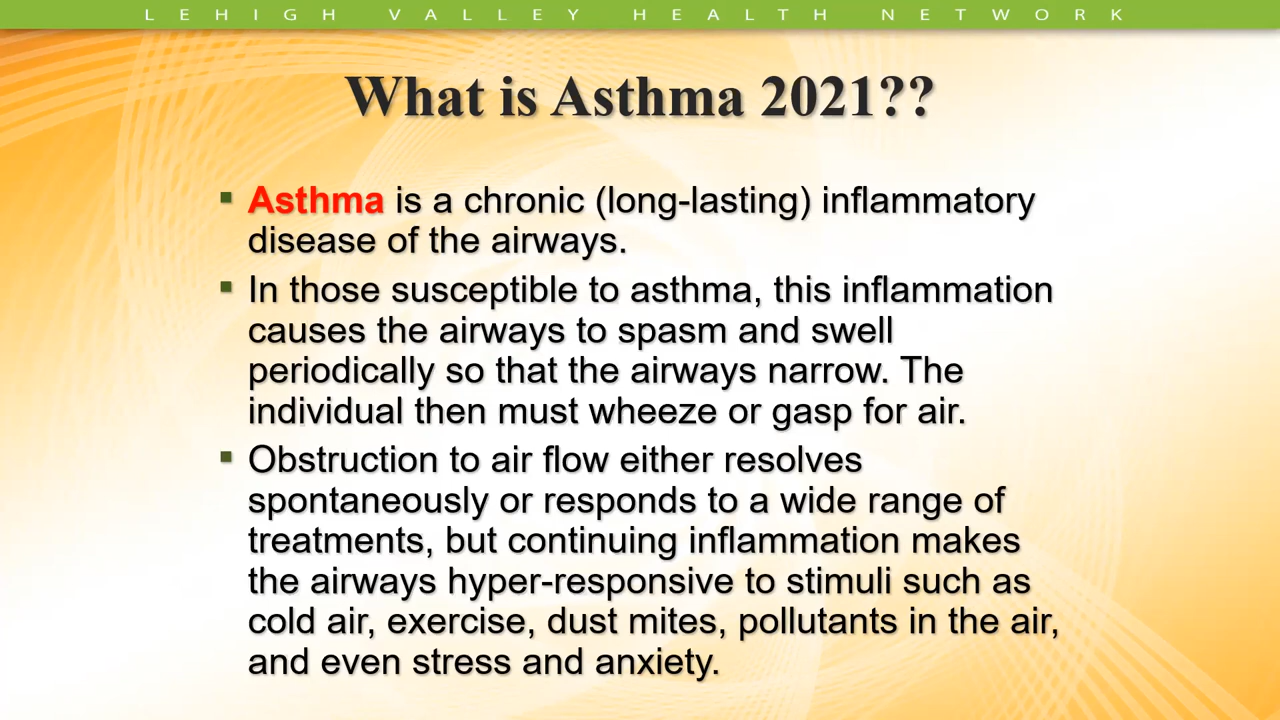 LEHIGH VALLEY HEALTH NETWORK
What is Asthma 2021??
▪ Asthma is a chronic (long-lasting) inflammatory
disease of the airways.
▪ In those susceptible to asthma, this inflammation
causes the airways to spasm and swell
periodically so that the airways narrow. The
individual then must wheeze or gasp for air.
▪ Obstruction to air flow either resolves
spontaneously or responds to a wide range of
treatments, but continuing inflammation makes
the airways hyper-responsive to stimuli such as
cold air, exercise, dust mites, pollutants in the air,
and even stress and anxiety.